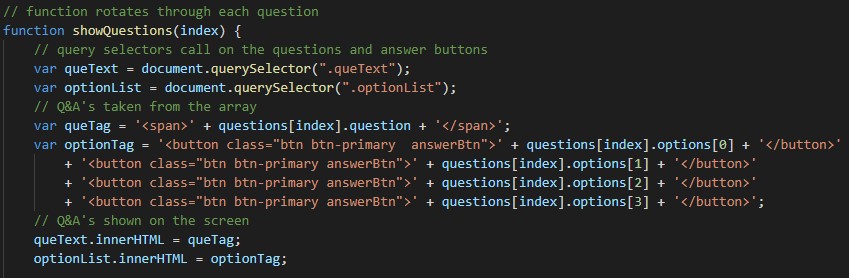 // function rotates through each question
function showQuestions(index) {
    // query selectors call on the questions and answer buttons
    var queText = document.querySelector(".queText");
    var optionList = document.querySelector(".optionList");
    // Q&A's taken from the array
    var queTag = '<span>' + questions[index].question + '</span>';
    var optionTag = '<button class="btn btn-primary  answerBtn">' + questions[index].options[0] + '</button>'
        + '<button class="btn btn-primary answerBtn">' + questions[index].options[1] + '</button>'
        + '<button class="btn btn-primary answerBtn">' + questions[index].options[2] + '</button>'
        + '<button class="btn btn-primary answerBtn">' + questions[index].options[3] + '</button>';
    // Q&A's shown on the screen
    queText.innerHTML = queTag;
    optionList.innerHTML = optionTag;